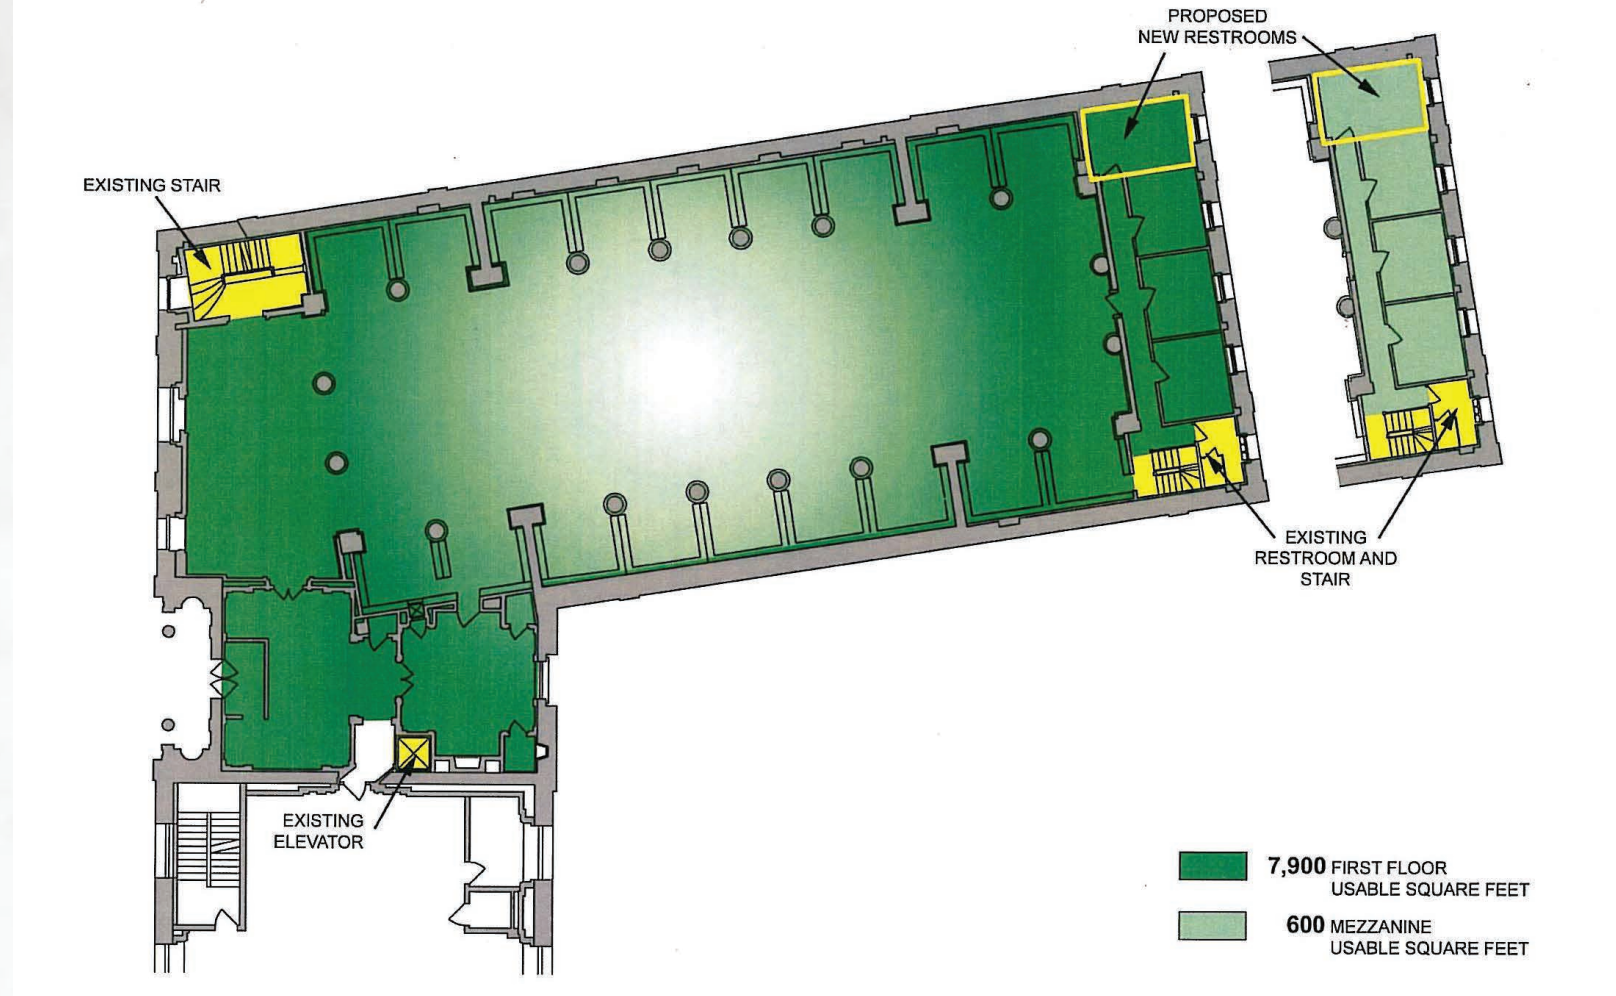 PROPOSED
NEW RESTROOMS
EXISTING STAIR
EXISTING
RESTROOM AND
STAIR
EXISTING
ELEVATOR
7,900 FIRST FLOOR
USABLE SQUARE FEET
600 MEZZANINE
USABLE SQUARE FEET